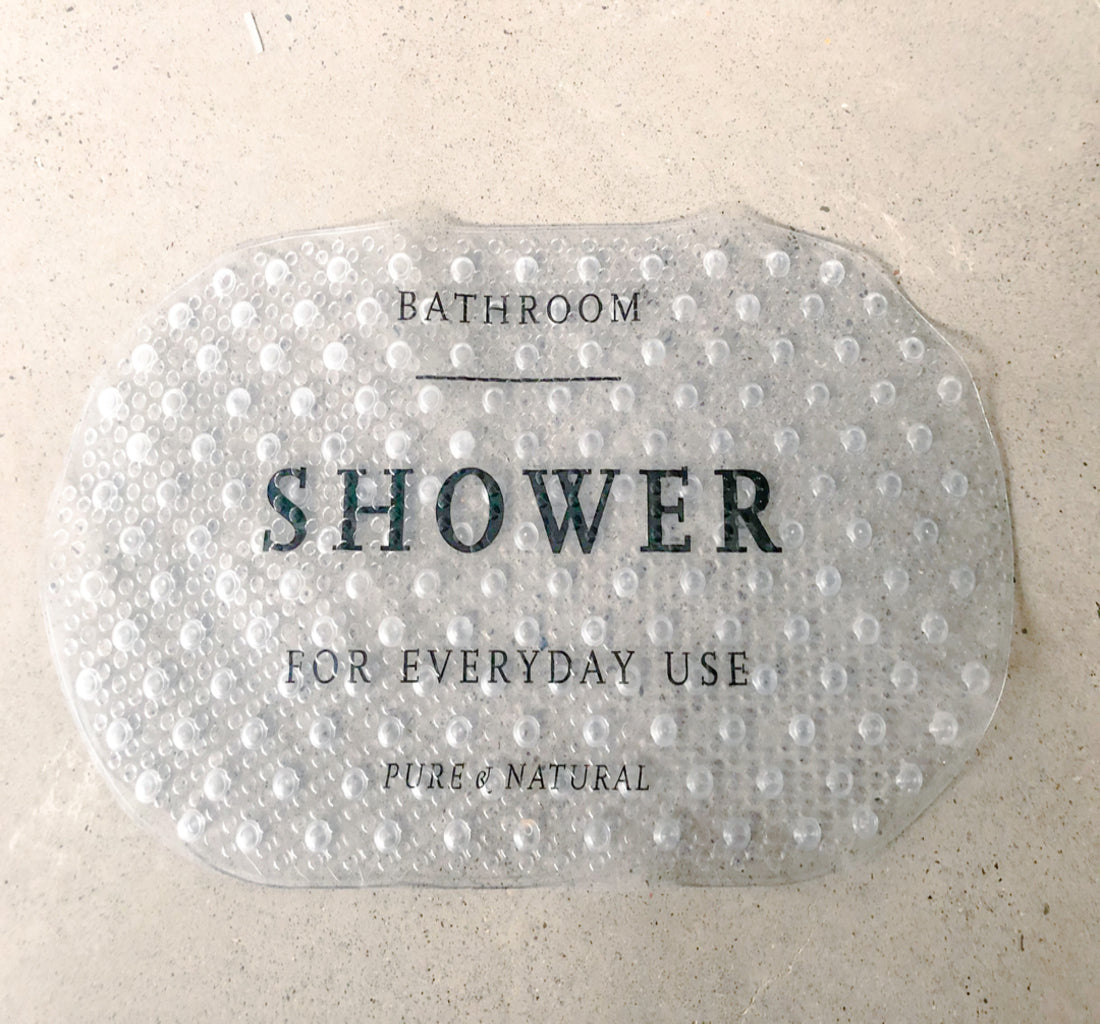 BATHROOM
SHOWER
FOR EVERYDAY USE
PURE & NATURAL